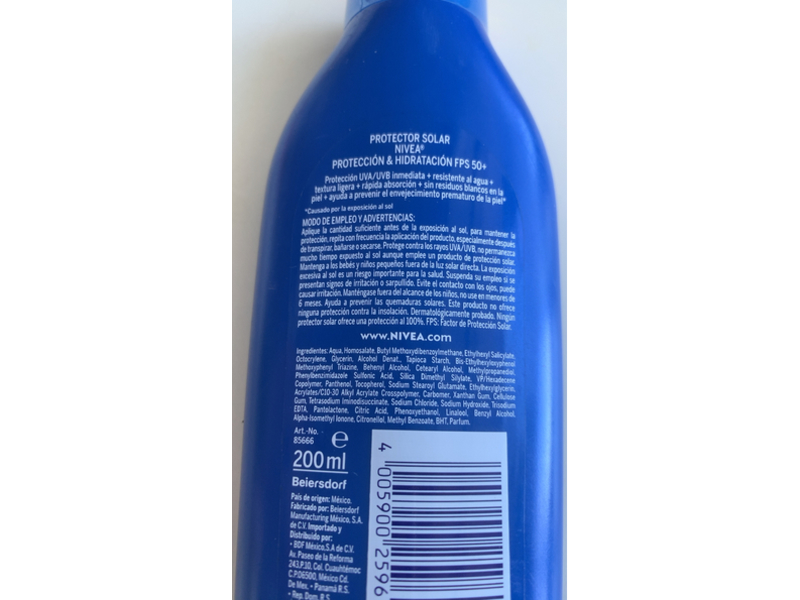 PROTECTOR SOLAR
NIVEA®
PROTECCIÓN & HIDRATACIÓN FPS 50+
Protección UVA/UVB inmediata + resistente al agua +
textura ligera + rápida absorción + sin residuos blancos en la
piel + ayuda a prevenir el envejecimiento prematuro de la piel*
*Causado por la exposición al sol
MODO DE EMPLEO Y ADVERTENCIAS:
Aplique la cantidad suficiente antes de la exposición al sol, para mantener la
protección, repita con frecuencia la aplicación del producto, especialmente después
de transpirar, bañarse o secarse. Protege contra los rayos UVA/UVB, no permanezca
mucho tiempo expuesto al sol aunque emplee un producto de protección solar.
Mantenga a los bebés y niños pequeños fuera de la luz solar directa. La exposición
excesiva al sol es un riesgo importante para la salud. Suspenda su empleo si se
presentan signos de irritación o sarpullido. Evite el contacto con los ojos, puede
causar irritación. Manténgase fuera del alcance de los niños, no use en menores de
6 meses. Ayuda a prevenir las quemaduras solares. Este producto no ofrece
ninguna protección contra la insolación. Dermatológicamente probado. Ningún
protector solar ofrece una protección al 100%. FPS: Factor de Protección Solar.
www.NIVEA.com
Ingredientes: Aqua, Homosalate, Butyl Methoxydibenzoylmethane, Ethylhexyl Salicylate,
Octocrylene, Glycerin, Alcohol Denat., Tapioca Starch, Bis-Ethylhexyloxyphenol
Methoxyphenyl Triazine, Behenyl Alcohol, Cetearyl Alcohol, Methylpropanediol,
Phenylbenzimidazole Sulfonic Acid, Silica Dimethyl Silylate, VP/Hexadecene
Copolymer, Panthenol, Tocopherol, Sodium Stearoyl Glutamate, Ethylhexylglycerin,
Acrylates/C10-30 Alkyl Acrylate Crosspolymer, Carbomer, Xanthan Gum, Cellulose
Gum, Tetrasodium Iminodisuccinate, Sodium Chloride, Sodium Hydroxide, Trisodium
EDTA, Pantolactone, Citric Acid, Phenoxyethanol, Linalool, Benzyl Alcohol,
Alpha-Isomethyl Ionone, Citronellol, Methyl Benzoate, BHT, Parfum.
Art.-No.
85666 e
200 ml
Beiersdorf
País de origen: México.
Fabricado por: Beiersdorf
Manufacturing México, S.A.
de C.V. Importado y
Distribuido por:
• BDF México, S.A de C.V.
Av. Paseo de la Reforma
243,P.10, Col. Cuauhtémoc
C.P.06500, México Cd.
De Mex. - Panamá R.S.
• Rep. Dom. R.S.
4 005900 2596